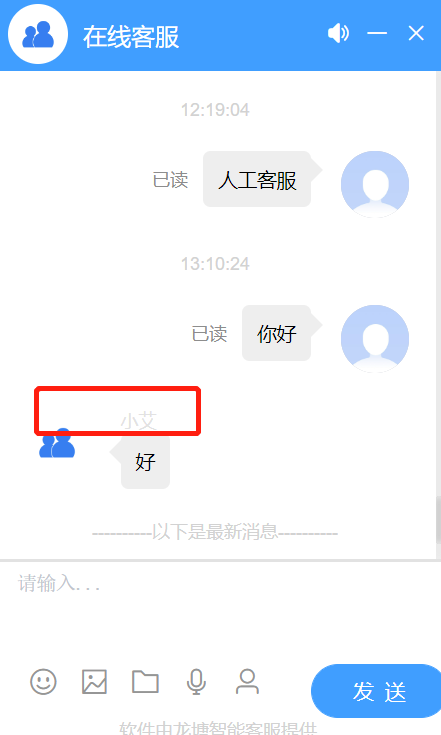 在线客服
12:19:04
已读
人工客服
13:10:24
已读
你好
小艾
好
----------以下是最新消息----------
请输入...
发 送
软件由龙塘智能客服提供